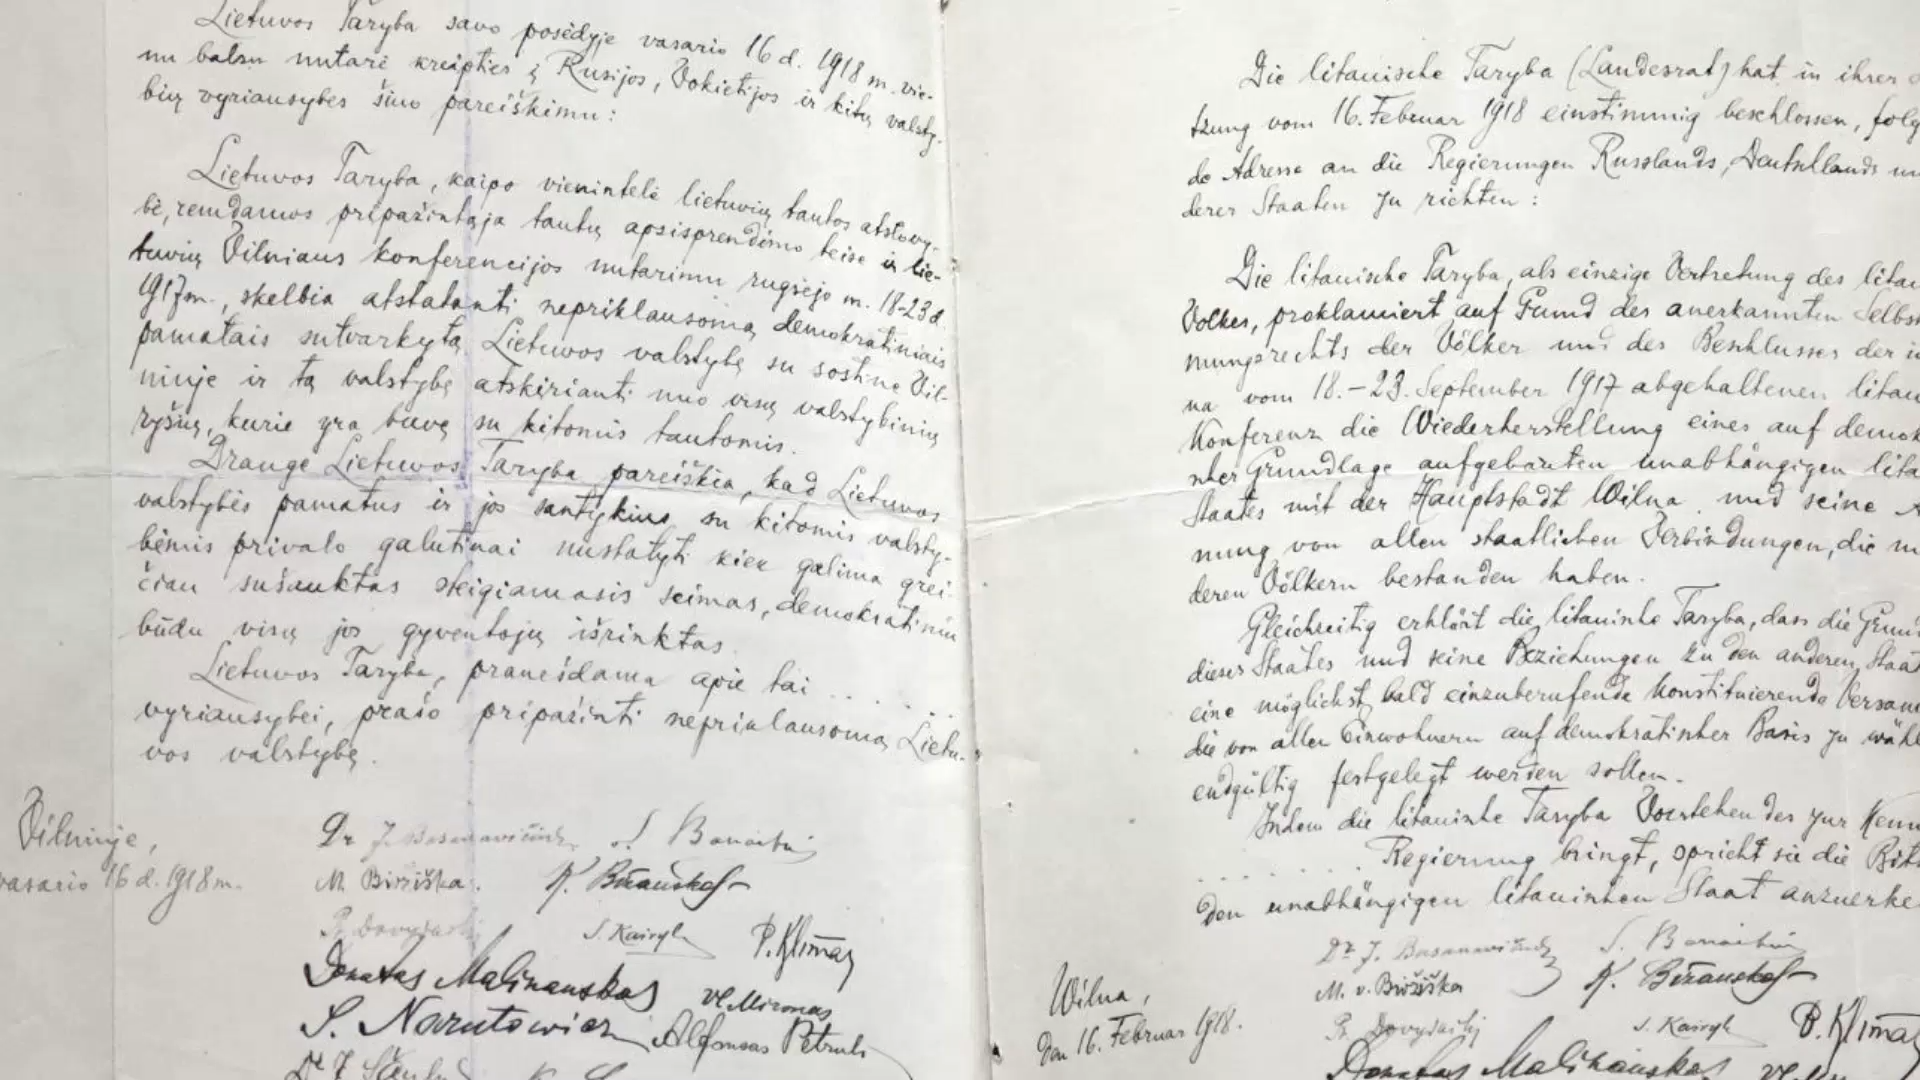 Lietuvos Taryba savo posėdyje vasario 16 d. 1918 m. vie-
nu balsu nutarė kreiptis į Rusijos, Vokietijos ir kitų valsty-
bių vyriausybes šiuo pareiškimu:
Lietuvos Taryba, kaipo vienintelė lietuvių tautos atstovy-
bė, remdamos pripažintąja tautų apsisprendimo teise ir lie-
tuvių Vilniaus konferencijos nutarimu rugsėjo m. 18-23 d.
1917 m., skelbia atstatanti nepriklausomą demokratiniais
pamatais sutvarkytą Lietuvos valstybę su sostine Vil-
niuje ir tą valstybę atskirianti nuo visų valstybinių
ryšių, kurie yra buvę su kitomis tautomis.
Drauge Lietuvos Taryba pareiškia, kad Lietuvos
valstybės pamatus ir jos santykius su kitomis valsty-
bėmis privalo galutinai nustatyti kiek galima grei-
čiau sušauktas steigiamasis seimas, demokratiniu
būdu visų jos gyventojų išrinktas.
Lietuvos Taryba, pranešdama apie tai . . . . . .
vyriausybei, prašo pripažinti nepriklausomą Lietu-
vos valstybę.
Vilniuje,
vasario 16 d. 1918 m.
Dr J. Basanavičius S. Banaitis
M. Biržiška. K. Bizauskas
Pr. Dovydaitis S. Kairys P. Klimas
Donatas Malinauskas Vl. Mironas
S. Narutowicz Alfonsas Petrulis
Die litauische Taryba (Landesrat) hat in ihrer
tzung vom 16. Februar 1918 einstimmig beschlossen, folg
de Adresse an die Regierungen Russlands, Deutschlands
derer Staaten zu richten:
Die litauische Taryba, als einzige Vertretung des litau
Volkes, proklamiert auf Grund des anerkannten Selbst
mungsrechts der Völker und des Beschlusses der
na vom 18.-23. September 1917 abgehaltenen litau
Konferenz die Wiederherstellung eines auf demok
scher Grundlage aufgebauten unabhängigen lita
Staates mit der Hauptstadt Wilna und seine
nung von allen staatlichen Verbindungen, die
deren Völkern bestanden haben.
Gleichzeitig erklärt die litauische Taryba, dass die Grun
dieses Staates und seine Beziehungen zu den anderen Staat
eine möglichst bald einzuberufende konstituierende Versam
die von allen Einwohnern auf demokratischer Basis zu wähl
endgültig festgelegt werden sollen.
Indem die litauische Taryba Vorstehendes zur Kenn
. . . . . . . Regierung bringt, spricht sie die Bit
den unabhängigen litauischen Staat anzuerke
Wilna,
den 16. Februar 1918.
Dr J. Basanavičius S. Banaitis
M. v. Biržiška K. Bizauskas
Pr. Dovydaitis S. Kairys P. Klimas
Donatas Malinauskas